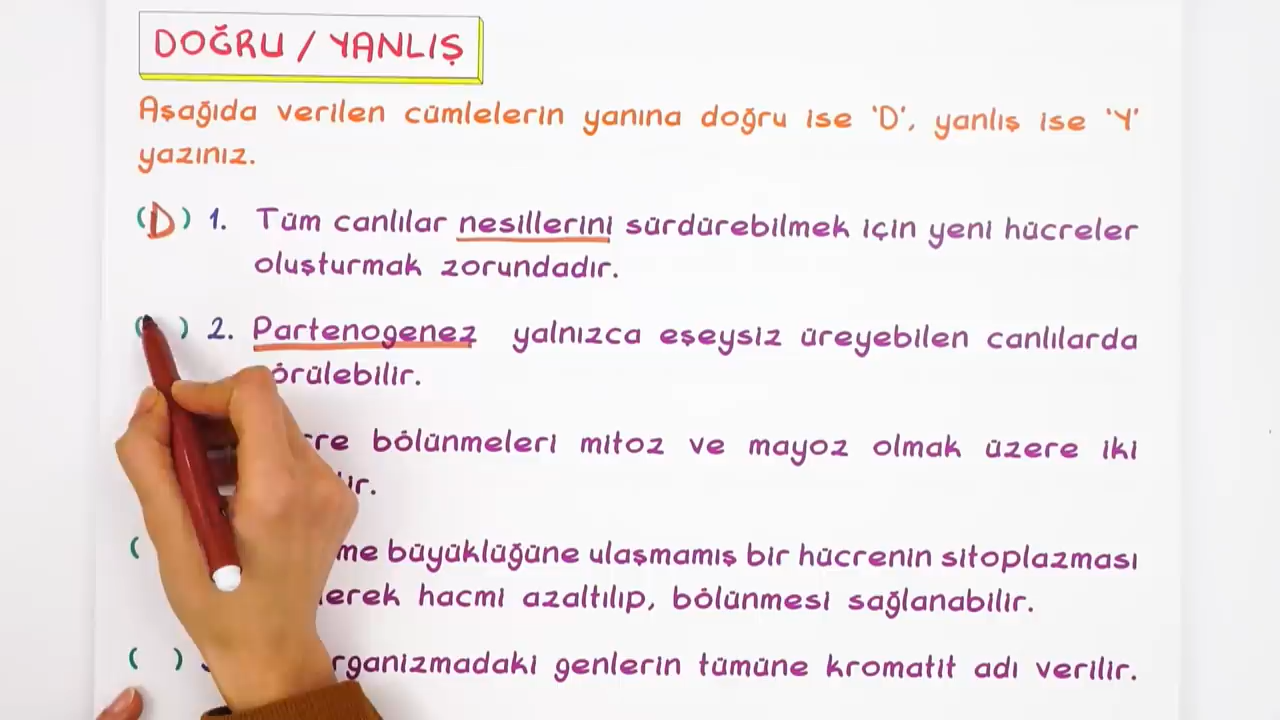 DOĞRU / YANLIŞ
Aşağıda verilen cümlelerin yanına doğru ise 'D', yanlış ise 'Y'
yazınız.
(D) 1. Tüm canlılar nesillerini sürdürebilmek için yeni hücreler
oluşturmak zorundadır.
( ) 2. Partenogenez yalnızca eşeysiz üreyebilen canlılarda
örülebilir.
bölünmeleri mitoz ve mayoz olmak üzere iki
( büyüklüğüne ulaşmamış bir hücrenin sitoplazması
hacmi azaltılıp, bölünmesi sağlanabilir.
( ) rganizmadaki genlerin tümüne kromatit adı verilir.